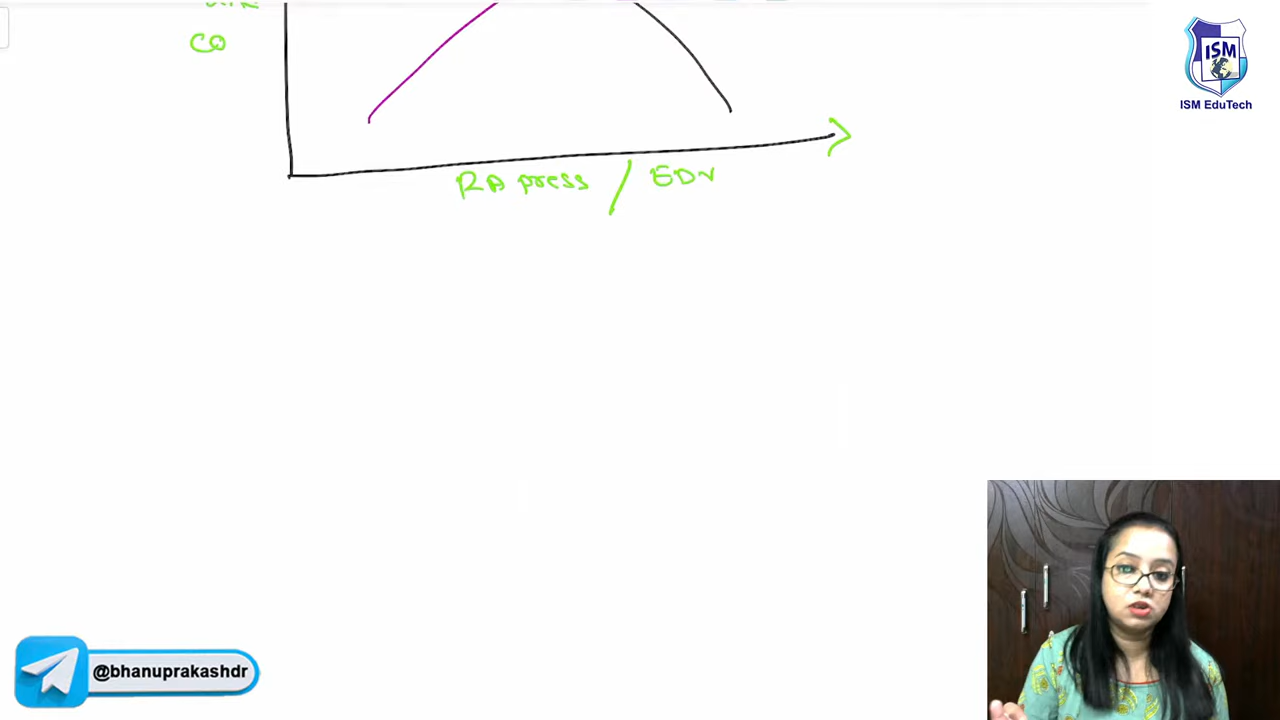 CO
RA press / EDV
ISM
ISM EduTech
@bhanuprakashdr